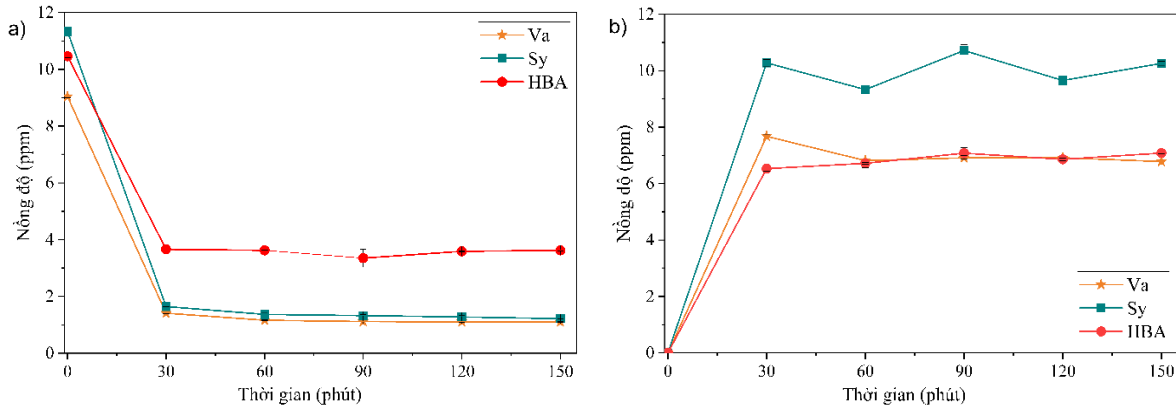 a)
12
10
8
6
4
2
0
Nồng độ (ppm)
Va
Sy
HBA
0 30 60 90 120 150
Thời gian (phút)
b)
12
10
8
6
4
2
0
Nồng độ (ppm)
Va
Sy
HBA
0 30 60 90 120 150
Thời gian (phút)